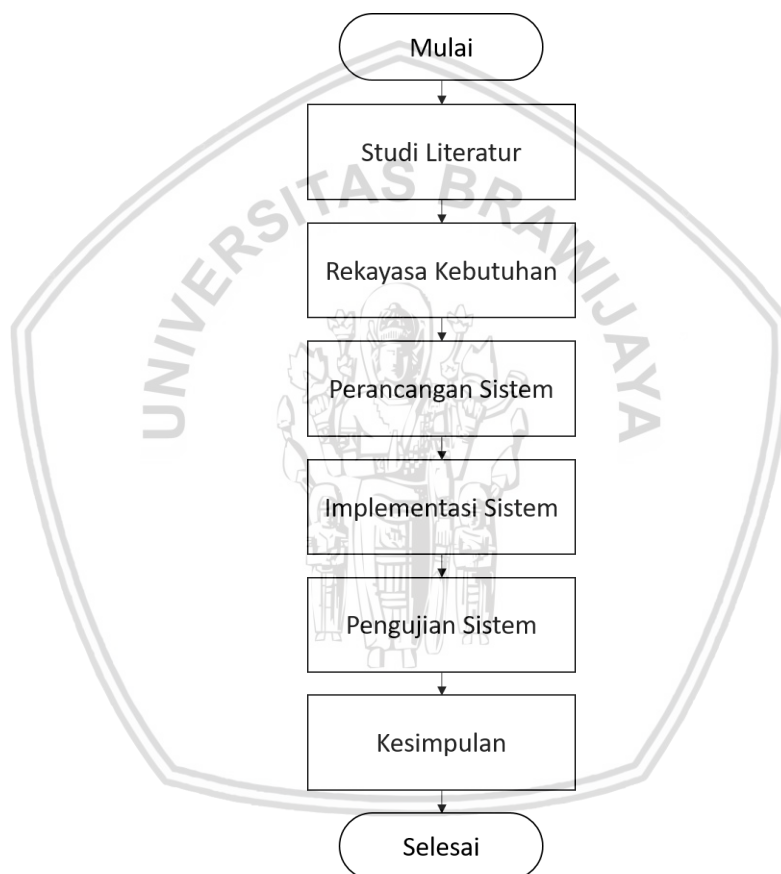 Mulai
Studi Literatur
UNIVERSITAS BRAWIJAYA
Rekayasa Kebutuhan
Perancangan Sistem
Implementasi Sistem
Pengujian Sistem
Kesimpulan
Selesai